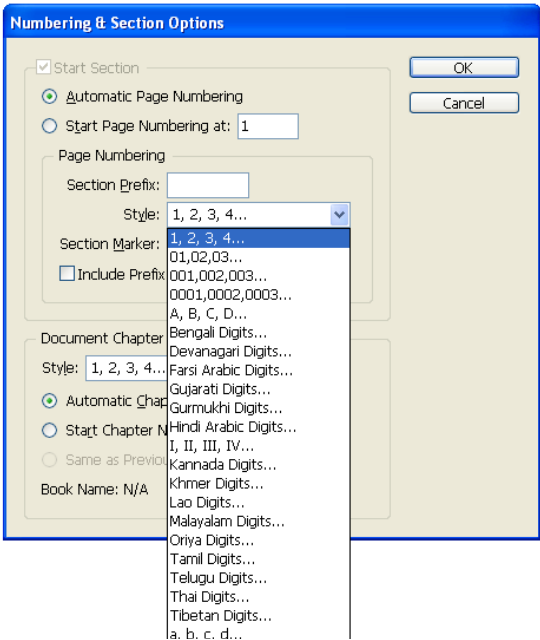 Numbering & Section Options
Start Section
OK
Automatic Page Numbering
Cancel
Start Page Numbering at: 1
Page Numbering
Section Prefix:
Style: 1, 2, 3, 4...
Section Marker:
Include Prefix
1, 2, 3, 4...
01,02,03...
001,002,003...
0001,0002,0003...
A, B, C, D...
Bengali Digits...
Devanagari Digits...
Farsi Arabic Digits...
Gujarati Digits...
Gurmukhi Digits...
Hindi Arabic Digits...
I, II, III, IV...
Kannada Digits...
Khmer Digits...
Lao Digits...
Malayalam Digits...
Oriya Digits...
Tamil Digits...
Telugu Digits...
Thai Digits...
Tibetan Digits...
a, b, c, d...
Document Chapter
Style: 1, 2, 3, 4...
Automatic Chap
Start Chapter N
Same as Previou
Book Name: N/A